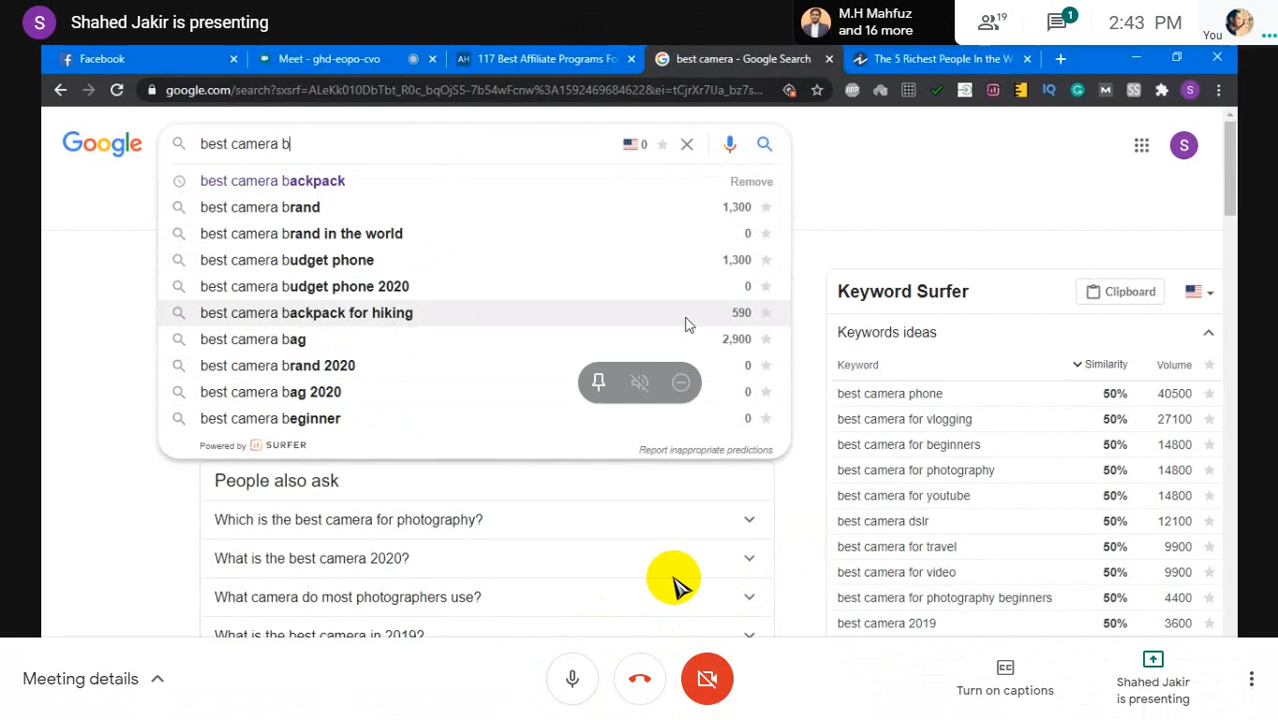 S
Shahed Jakir is presenting
M.H Mahfuz
and 16 more
19
1
2:43 PM
You
Facebook
Meet - ghd-eopo-cvo
AH
117 Best Affiliate Programs Fo
best camera - Google Search
The 5 Richest People In the W
google.com/search?sxsrf=ALeKk010DbTbt_R0c_bqOjS5-7b54wFcnw%3A1592469684622&ei=tCjrXr7lJa_bz7s...
ABP
IQ
G
M
SS
S
Google
best camera b
0
S
best camera backpack
Remove
best camera brand
1,300
best camera brand in the world
0
best camera budget phone
1,300
best camera budget phone 2020
0
best camera backpack for hiking
590
best camera bag
2,900
best camera brand 2020
0
best camera bag 2020
0
best camera beginner
0
Powered by SURFER
Report inappropriate predictions
People also ask
Which is the best camera for photography?
What is the best camera 2020?
What camera do most photographers use?
What is the best camera in 2019?
Keyword Surfer
Clipboard
Keywords ideas
Keyword Similarity Volume
best camera phone 50% 40500
best camera for vlogging 50% 27100
best camera for beginners 50% 14800
best camera for photography 50% 14800
best camera for youtube 50% 14800
best camera dslr 50% 12100
best camera for travel 50% 9900
best camera for video 50% 9900
best camera for photography beginners 50% 4400
best camera 2019 50% 3600
Meeting details
Turn on captions
Shahed Jakir
is presenting